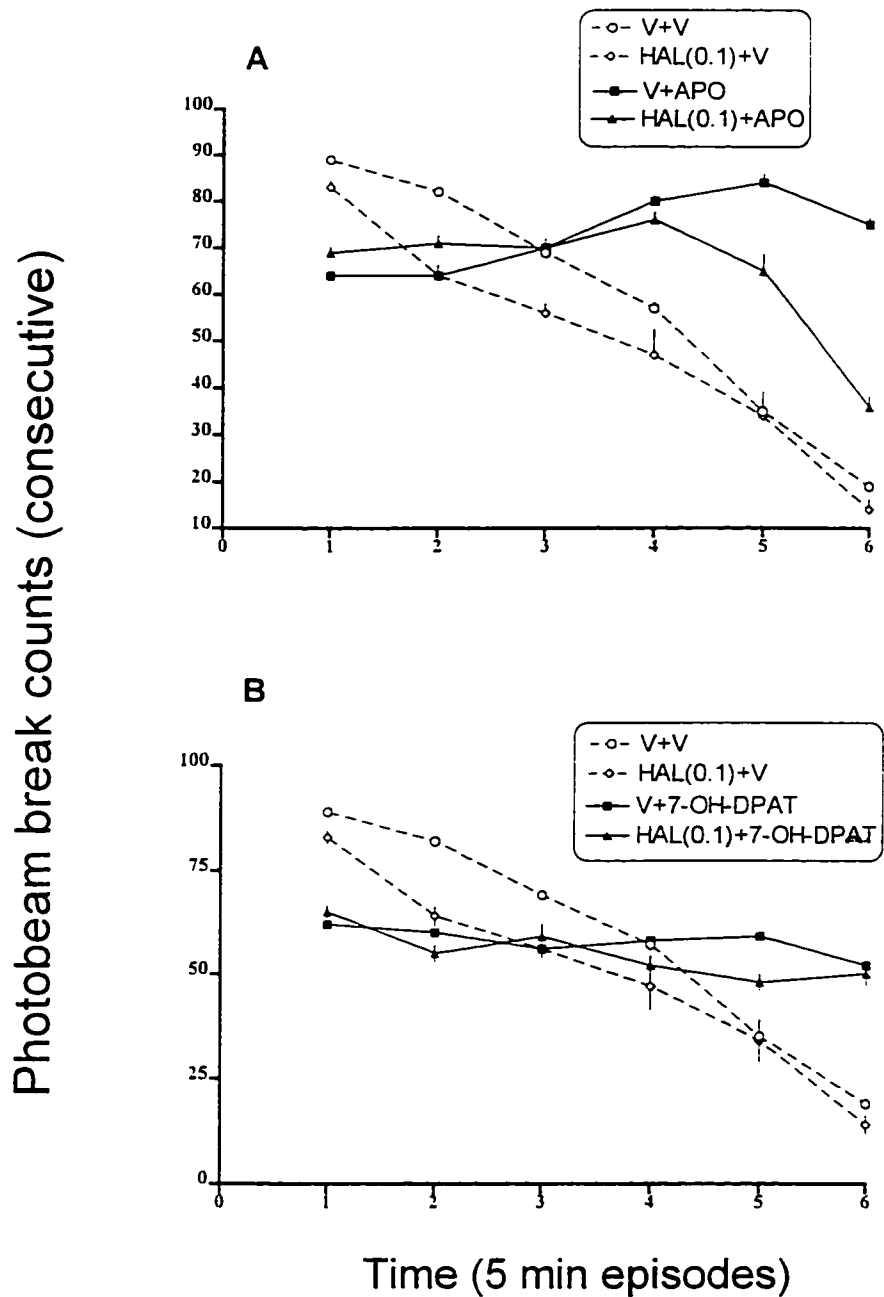 A
V+V
HAL(0.1)+V
V+APO
HAL(0.1)+APO
100
90
80
70
60
50
40
30
20
10
0 1 2 3 4 5 6
Photobeam break counts (consecutive)
B
V+V
HAL(0.1)+V
V+7-OH-DPAT
HAL(0.1)+7-OH-DPAT
100
75
50
25
0
0 1 2 3 4 5 6
Time (5 min episodes)